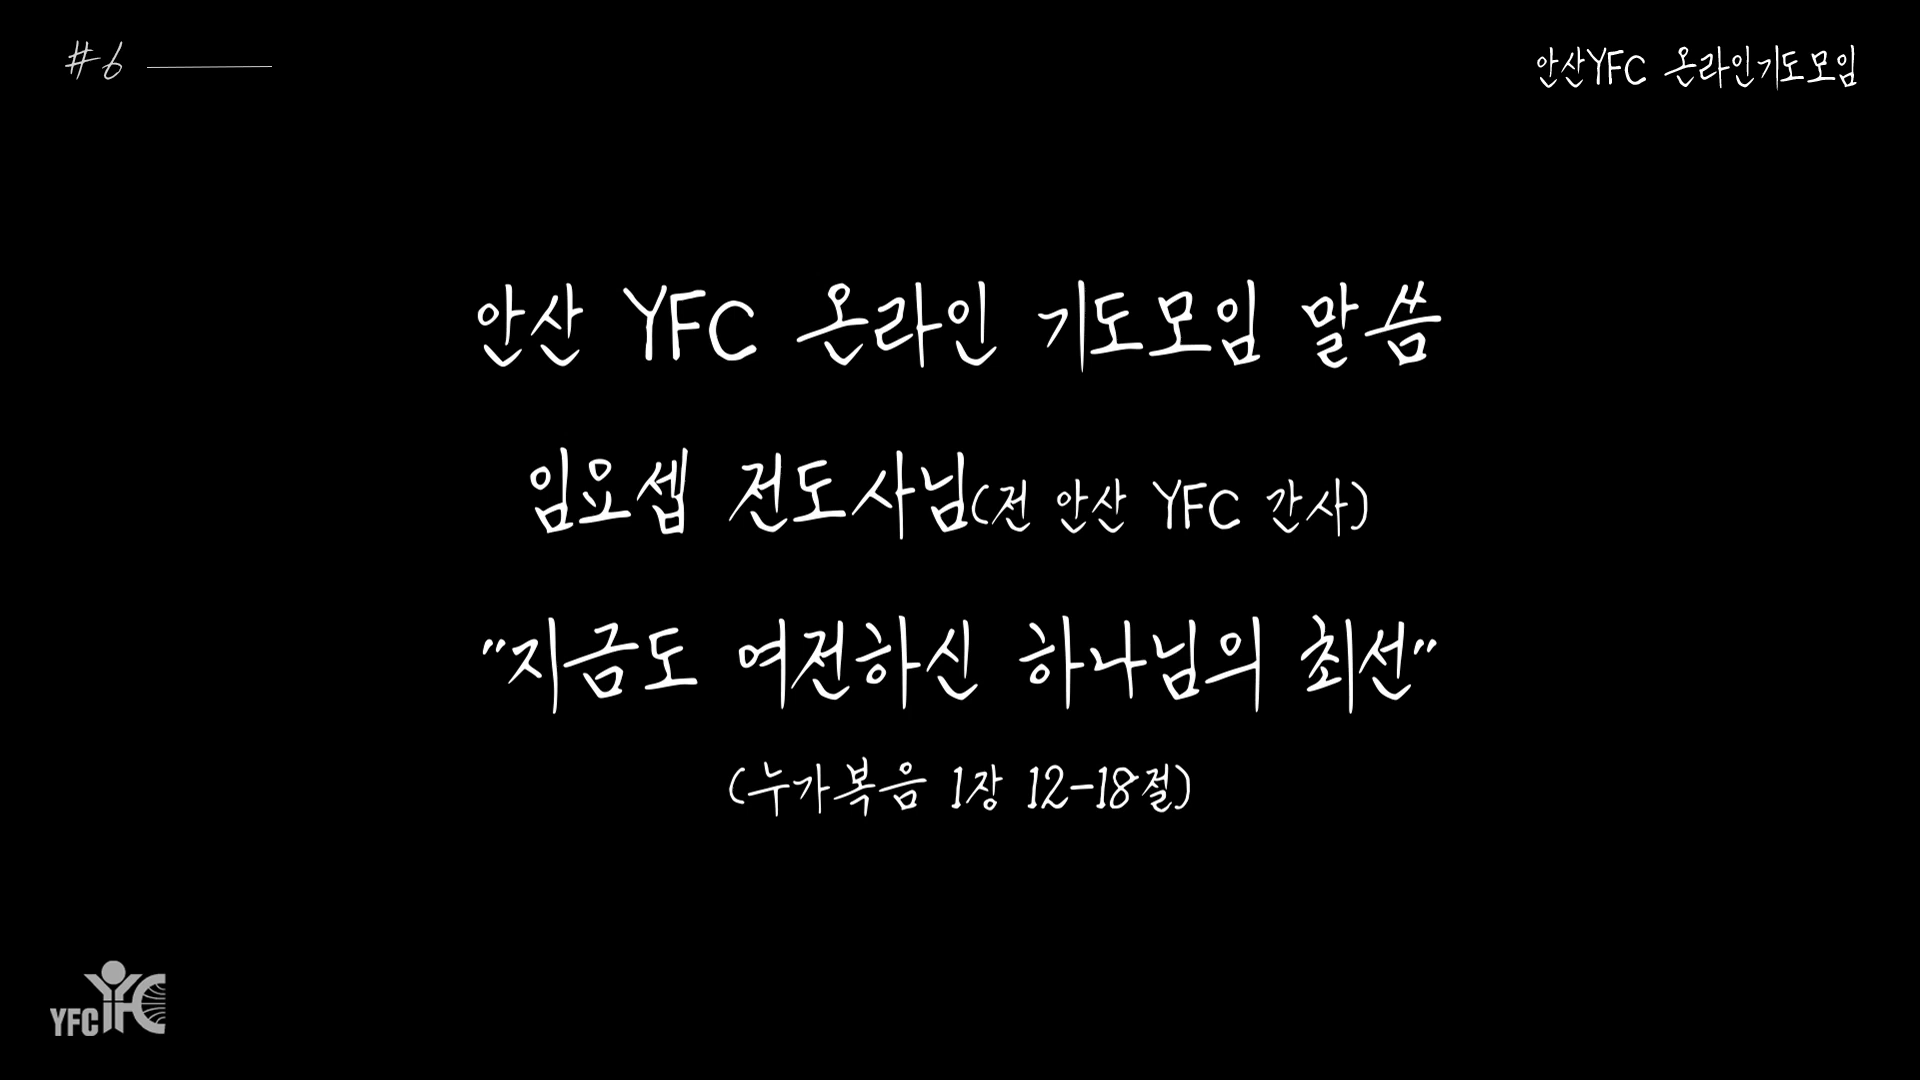 #6
안산YFC 온라인기도모임
안산 YFC 온라인 기도모임 말씀
임요셉 전도사님(전 안산 YFC 간사)
"지금도 여전하신 하나님의 최선"
(누가복음 1장 12-18절)
YFC YFC